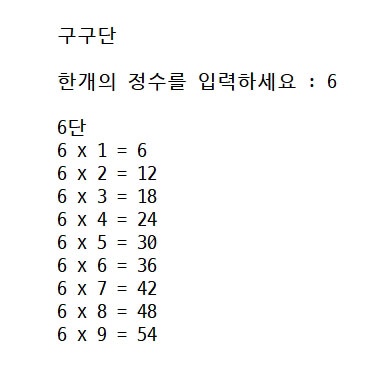 구구단
한개의 정수를 입력하세요 : 6
6단
6 x 1 = 6
6 x 2 = 12
6 x 3 = 18
6 x 4 = 24
6 x 5 = 30
6 x 6 = 36
6 x 7 = 42
6 x 8 = 48
6 x 9 = 54